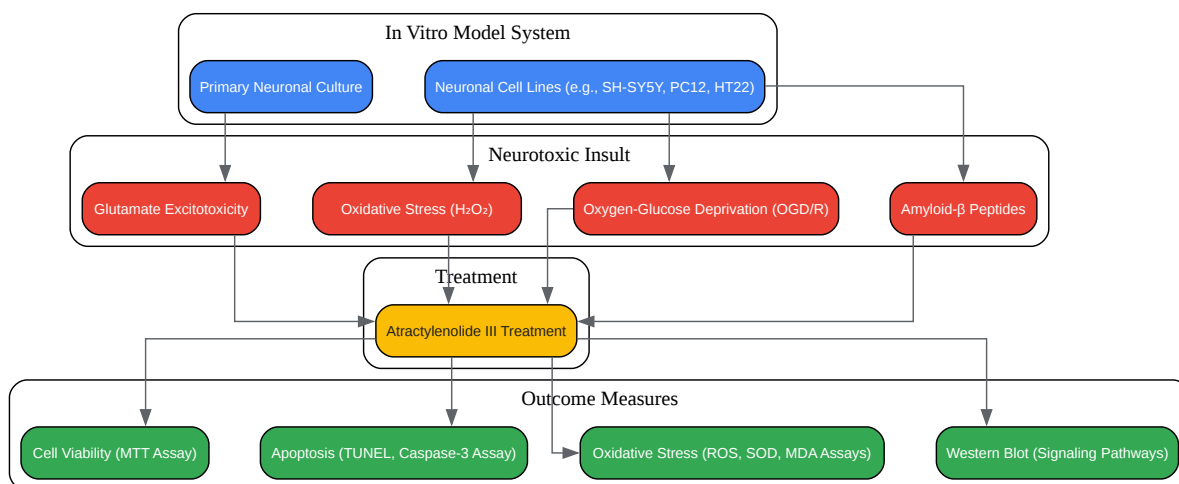 In Vitro Model System
Primary Neuronal Culture
Neuronal Cell Lines (e.g., SH-SY5Y, PC12, HT22)
Neurotoxic Insult
Glutamate Excitotoxicity
Oxidative Stress (H₂O₂)
Oxygen-Glucose Deprivation (OGD/R)
Amyloid-β Peptides
Treatment
Atractylenolide III Treatment
Outcome Measures
Cell Viability (MTT Assay)
Apoptosis (TUNEL, Caspase-3 Assay)
Oxidative Stress (ROS, SOD, MDA Assays)
Western Blot (Signaling Pathways)